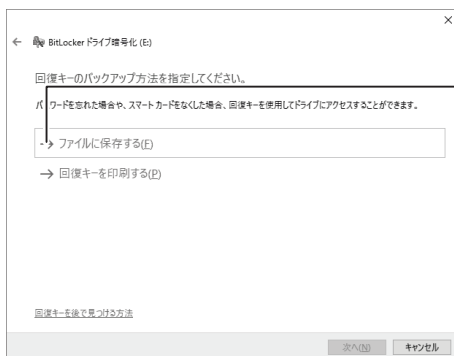 BitLocker ドライブ暗号化 (E:)
回復キーのバックアップ方法を指定してください。
パ ワードを忘れた場合や、スマート カードをなくした場合、回復キーを使用してドライブにアクセスすることができます。
→ ファイルに保存する(F)
→ 回復キーを印刷する(P)
回復キーを後で見つける方法
次へ(N) キャンセル